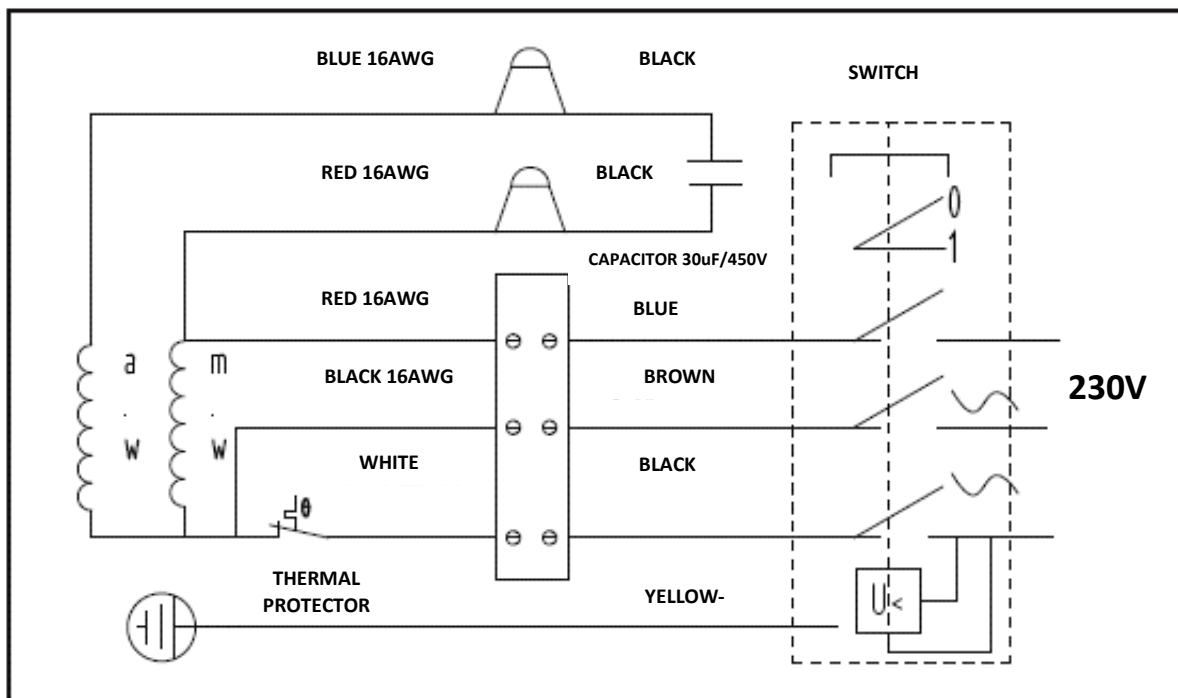 BLUE 16AWG BLACK
SWITCH
RED 16AWG BLACK
0
1
CAPACITOR 30uF/450V
RED 16AWG BLUE
a.w m.w
BLACK 16AWG BROWN
230V
WHITE BLACK
θ
THERMAL
PROTECTOR
YELLOW-
U<